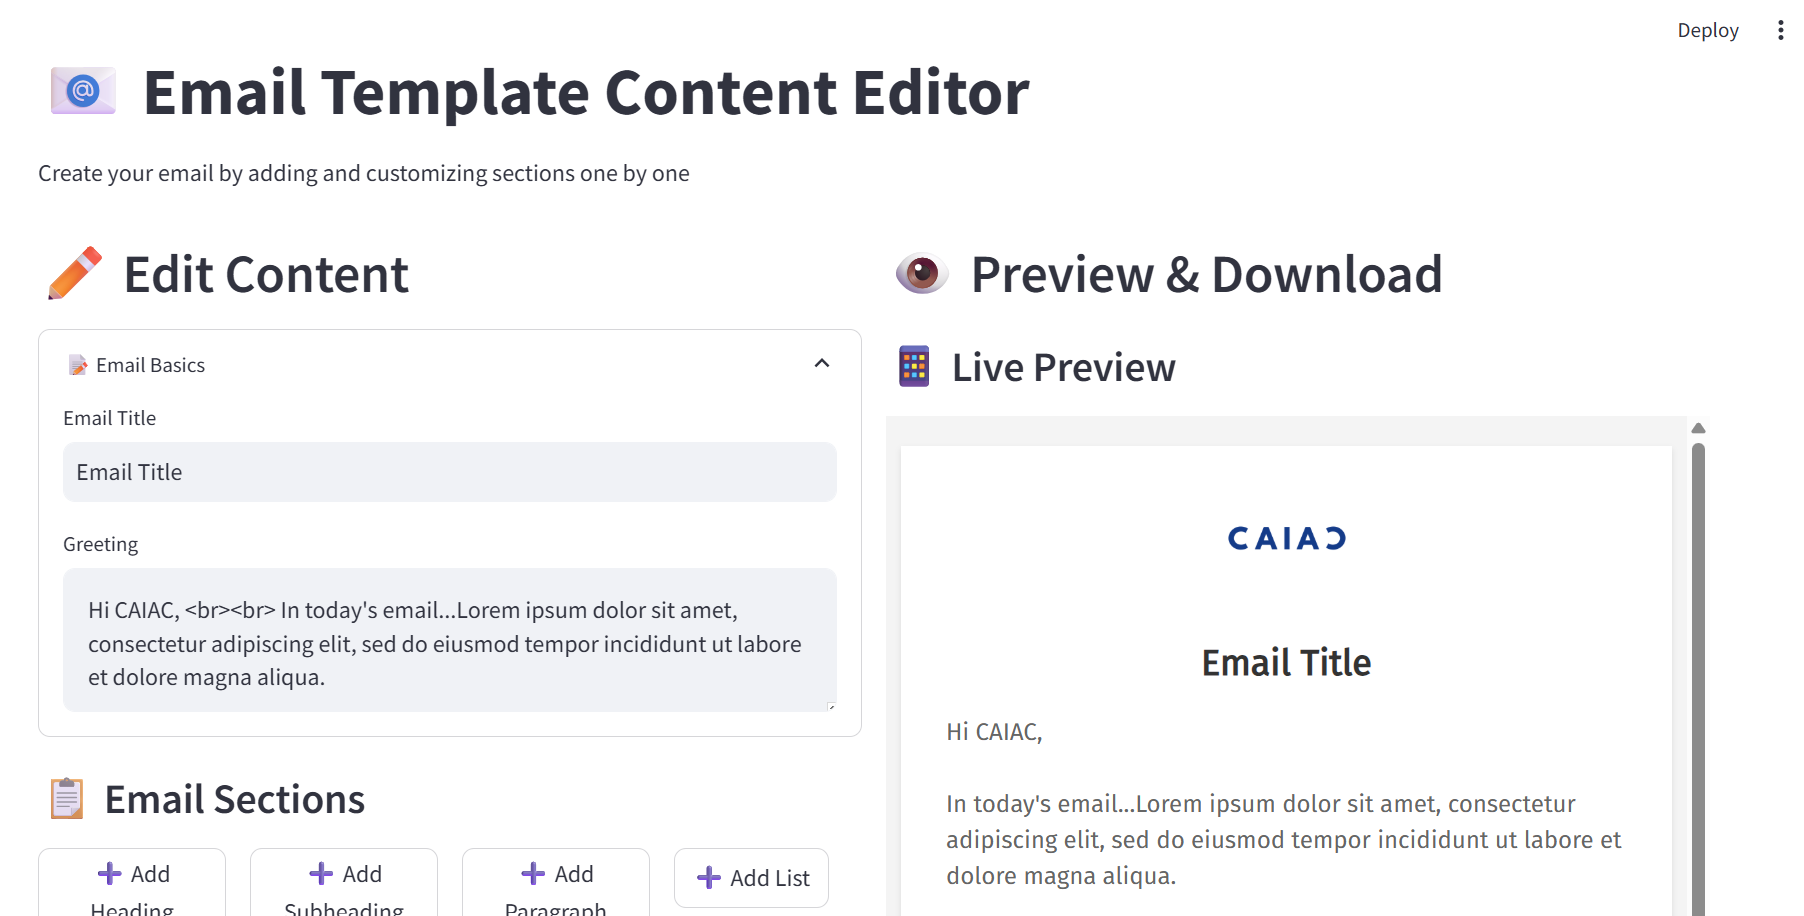 Deploy
Email Template Content Editor
Create your email by adding and customizing sections one by one
Edit Content
Email Basics
Email Title
Email Title
Greeting
Hi CAIAC, <br><br> In today's email...Lorem ipsum dolor sit amet,
consectetur adipiscing elit, sed do eiusmod tempor incididunt ut labore
et dolore magna aliqua.
Email Sections
Add
Heading
Add
Subheading
Add
Paragraph
Add List
Preview & Download
Live Preview
CAIAC
Email Title
Hi CAIAC,
In today's email...Lorem ipsum dolor sit amet, consectetur
adipiscing elit, sed do eiusmod tempor incididunt ut labore et
dolore magna aliqua.